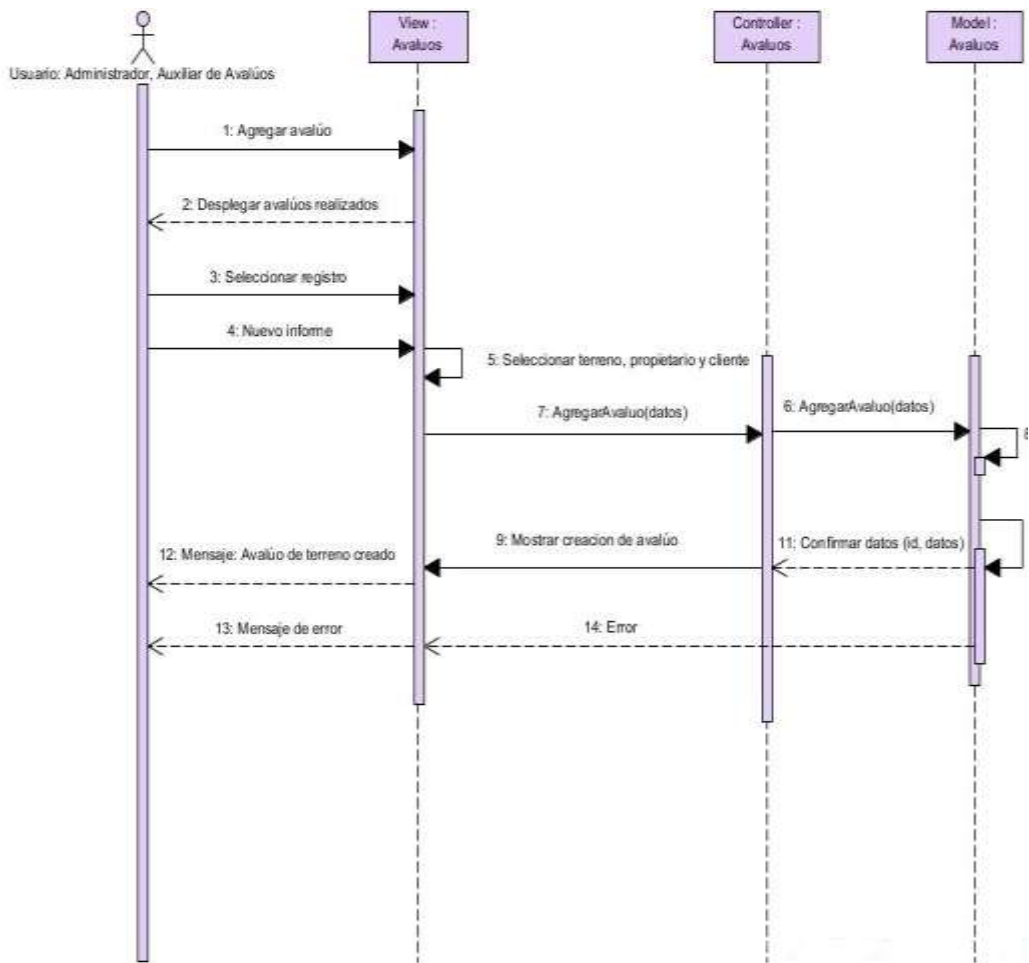 View :
Avaluos
Controller :
Avaluos
Model :
Avaluos
Usuario: Administrador, Auxiliar de Avalúos
1: Agregar avalúo
2: Desplegar avalúos realizados
3: Seleccionar registro
4: Nuevo informe
5: Seleccionar terreno, propietario y cliente
7: AgregarAvaluo(datos)
6: AgregarAvaluo(datos)
9: Mostrar creacion de avalúo
11: Confirmar datos (id, datos)
12: Mensaje: Avalúo de terreno creado
13: Mensaje de error
14: Error